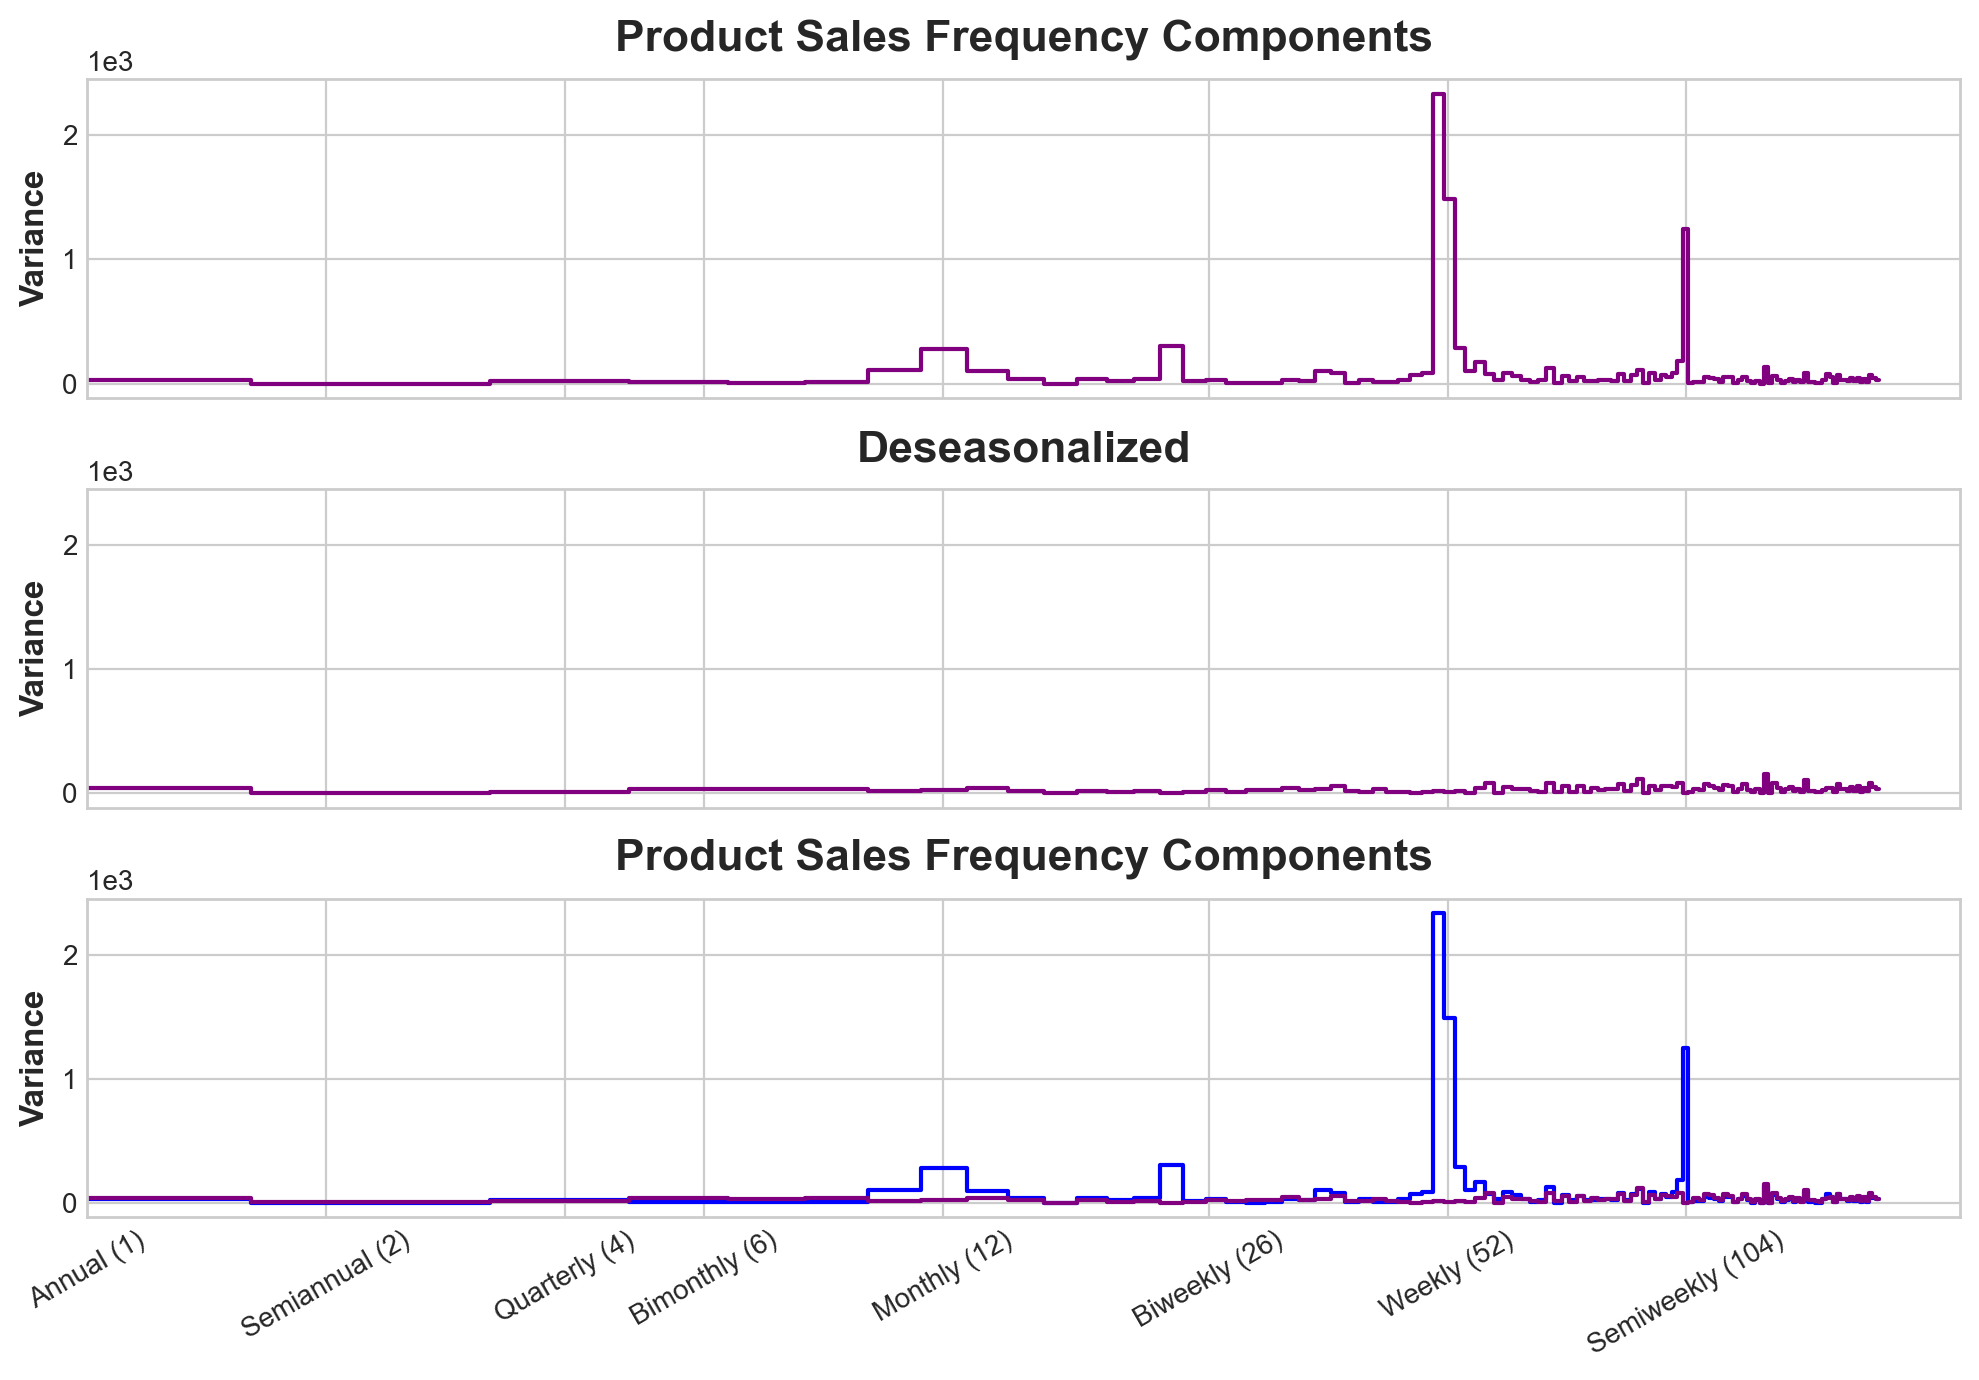 Product Sales Frequency Components
1e3
2
1
0
Variance
Deseasonalized
1e3
2
1
0
Variance
Product Sales Frequency Components
1e3
2
1
0
Variance
Annual (1)
Semiannual (2)
Quarterly (4)
Bimonthly (6)
Monthly (12)
Biweekly (26)
Weekly (52)
Semiweekly (104)